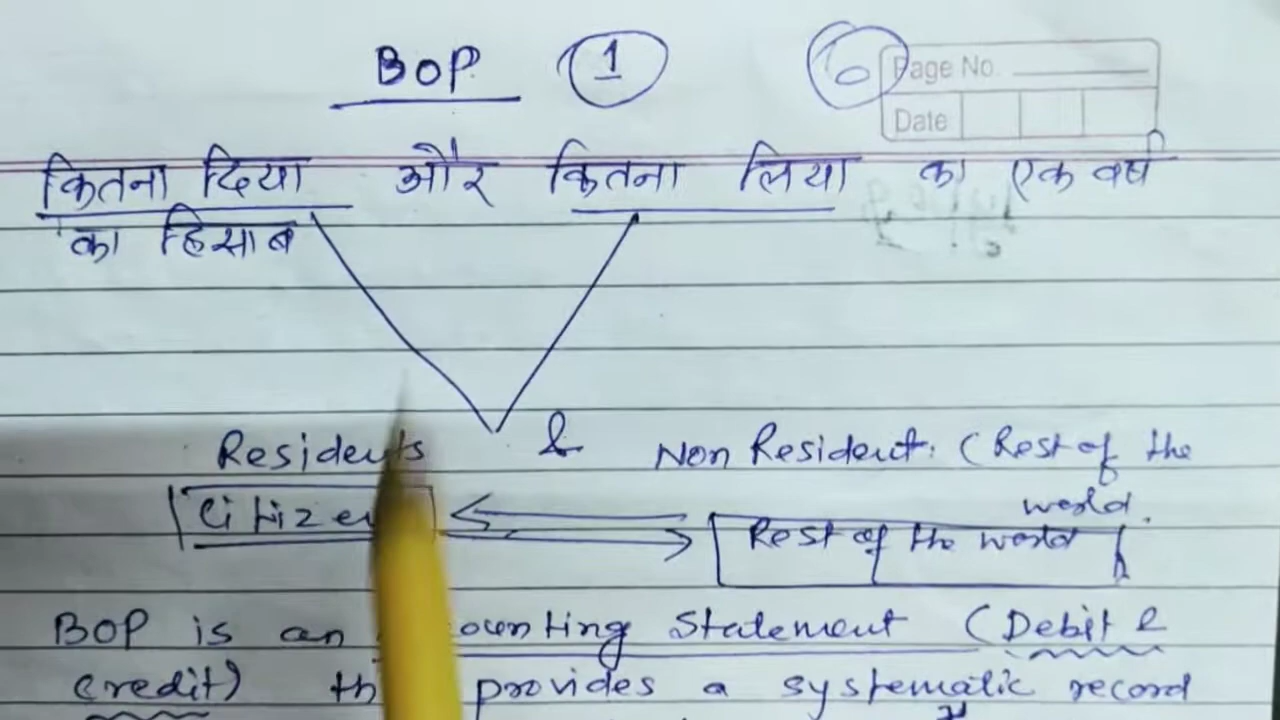 BOP 1
Page No.
Date
कितना दिया और कितना लिया का एक वर्ष
का हिसाब
Residents & Non Resident. (Rest of the
world.
Citizen
Rest of the world
BOP is an ounting Statement (Debit &
credit) th provides a systematic record